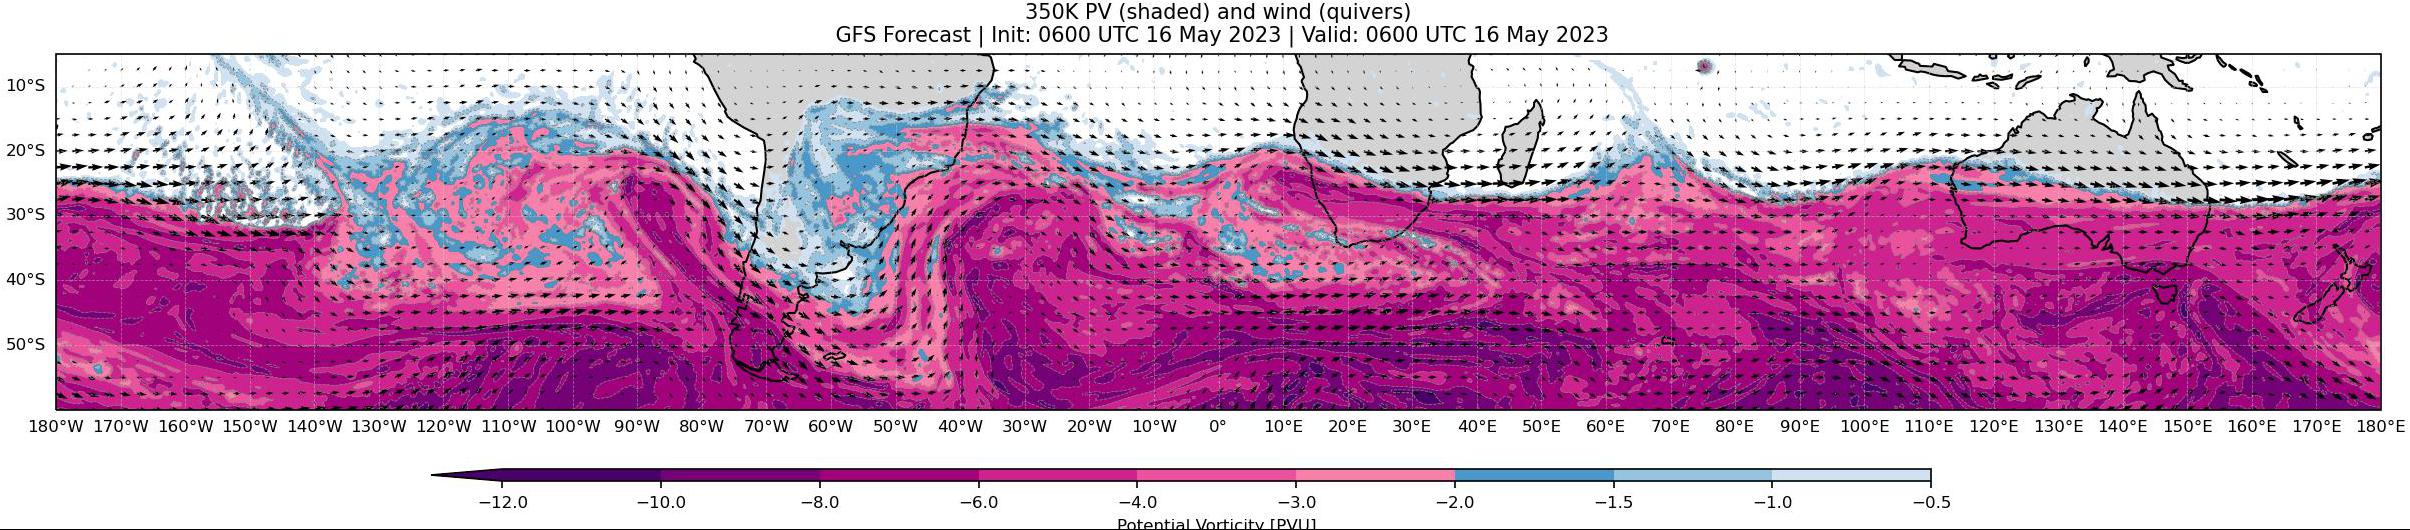 350K PV (shaded) and wind (quivers)
GFS Forecast | Init: 0600 UTC 16 May 2023 | Valid: 0600 UTC 16 May 2023
10°S
20°S
30°S
40°S
50°S
180°W 170°W 160°W 150°W 140°W 130°W 120°W 110°W 100°W 90°W 80°W 70°W 60°W 50°W 40°W 30°W 20°W 10°W 0° 10°E 20°E 30°E 40°E 50°E 60°E 70°E 80°E 90°E 100°E 110°E 120°E 130°E 140°E 150°E 160°E 170°E 180°E
−12.0 −10.0 −8.0 −6.0 −4.0 −3.0 −2.0 −1.5 −1.0 −0.5
Potential Vorticity [PVU]